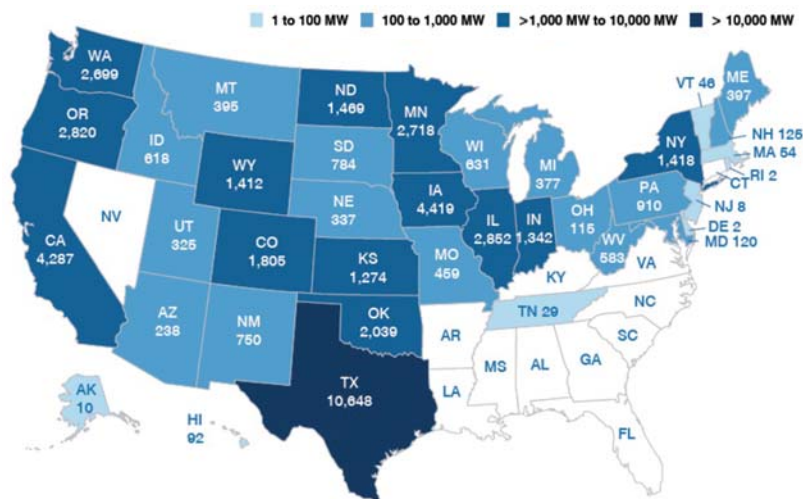 1 to 100 MW 100 to 1,000 MW >1,000 MW to 10,000 MW > 10,000 MW
WA
2,699
OR
2,820
CA
4,287
NV
ID
618
MT
395
WY
1,412
UT
325
AZ
238
CO
1,805
NM
750
ND
1,469
SD
784
NE
337
KS
1,274
OK
2,039
TX
10,648
MN
2,718
IA
4,419
MO
459
AR
LA
WI
631
IL
2,852
MI
377
IN
1,342
OH
115
KY
TN 29
MS
AL
GA
FL
SC
NC
VA
WV
583
PA
910
NY
1,418
VT 46
ME
397
NH 125
MA 54
RI 2
CT
NJ 8
DE 2
MD 120
AK
10
HI
92